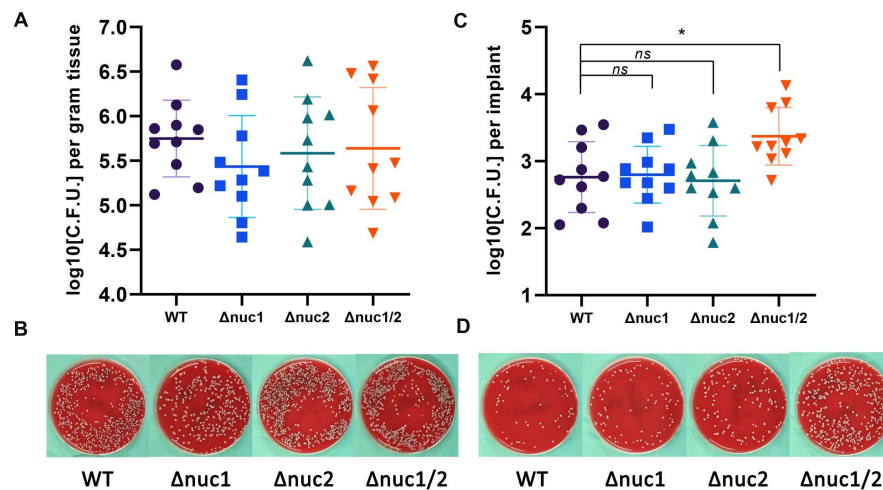 A
log10[C.F.U.] per gram tissue
7.0
6.5
6.0
5.5
5.0
4.5
4.0
WT Δnuc1 Δnuc2 Δnuc1/2
C
log10[C.F.U.] per implant
5
4
3
2
1
*
ns
ns
WT Δnuc1 Δnuc2 Δnuc1/2
B
WT Δnuc1 Δnuc2 Δnuc1/2
D
WT Δnuc1 Δnuc2 Δnuc1/2